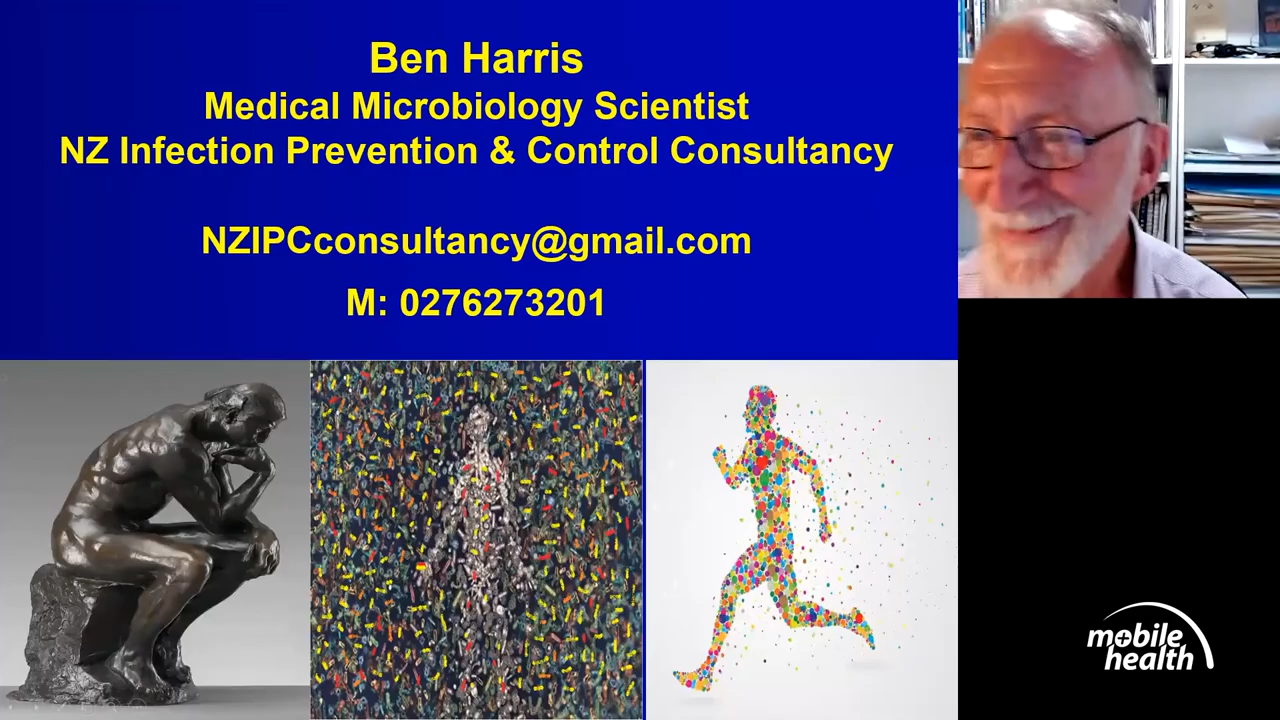 Ben Harris
Medical Microbiology Scientist
NZ Infection Prevention & Control Consultancy
NZIPCconsultancy@gmail.com
M: 0276273201
mobile
health